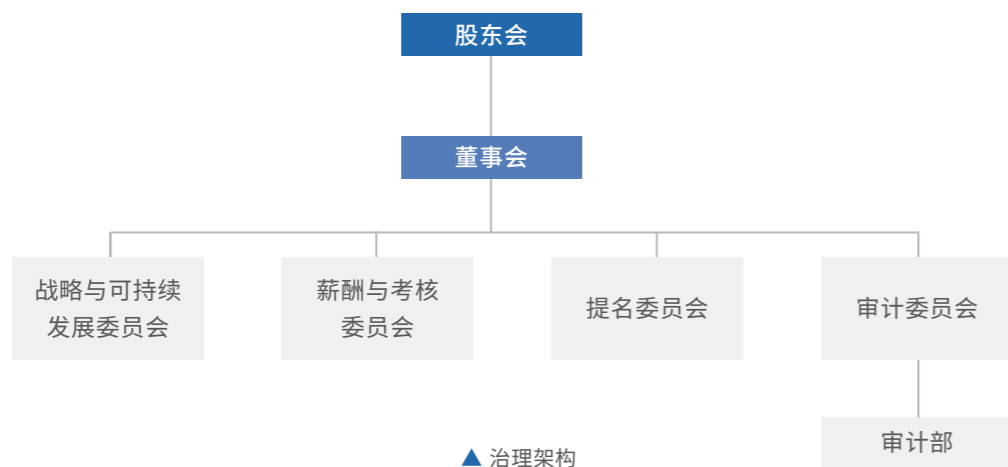 股东会
董事会
战略与可持续
发展委员会
薪酬与考核
委员会
提名委员会
审计委员会
审计部
▲ 治理架构